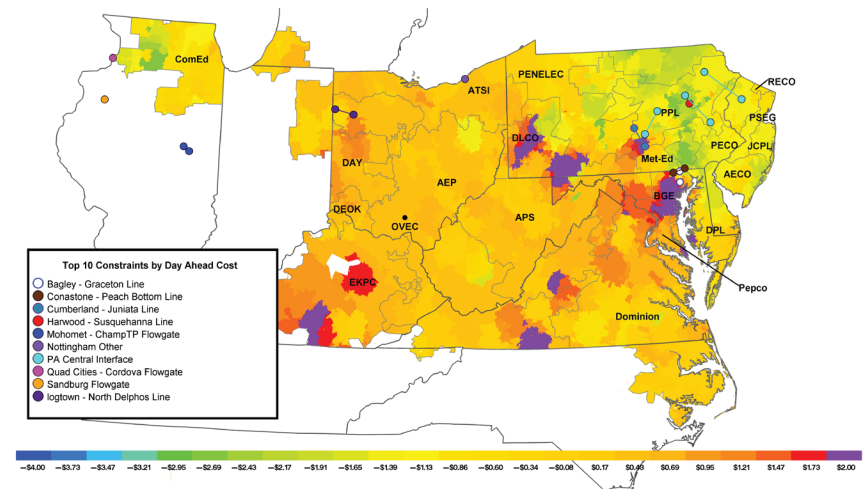 ComEd
PENELEC
ATSI
RECO
PPL
PSEG
DLCO
PECO
JCPL
Met-Ed
DAY
AECO
AEP
BGE
DEOK
OVEC
APS
DPL
Pepco
EKPC
Dominion
Top 10 Constraints by Day Ahead Cost
Bagley - Graceton Line
Conastone - Peach Bottom Line
Cumberland - Juniata Line
Harwood - Susquehanna Line
Mohomet - ChampTP Flowgate
Nottingham Other
PA Central Interface
Quad Cities - Cordova Flowgate
Sandburg Flowgate
logtown - North Delphos Line
–$4.00 –$3.73 –$3.47 –$3.21 –$2.95 –$2.69 –$2.43 –$2.17 –$1.91 –$1.65 –$1.39 –$1.13 –$0.86 –$0.60 –$0.34 –$0.08 $0.17 $0.43 $0.69 $0.95 $1.21 $1.47 $1.73 $2.00